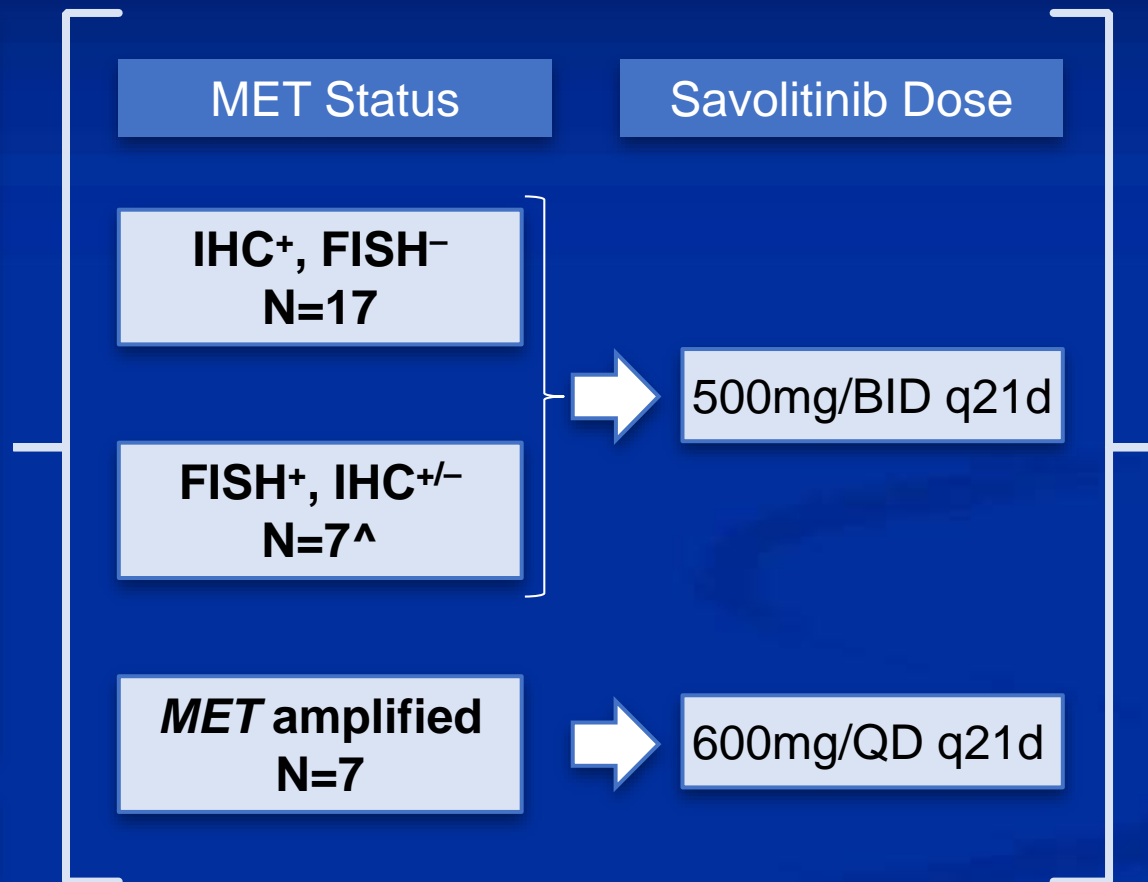 MET Status
Savolitinib Dose
IHC⁺, FISH⁻
N=17
500mg/BID q21d
FISH⁺, IHC⁺/⁻
N=7^
MET amplified
N=7
600mg/QD q21d